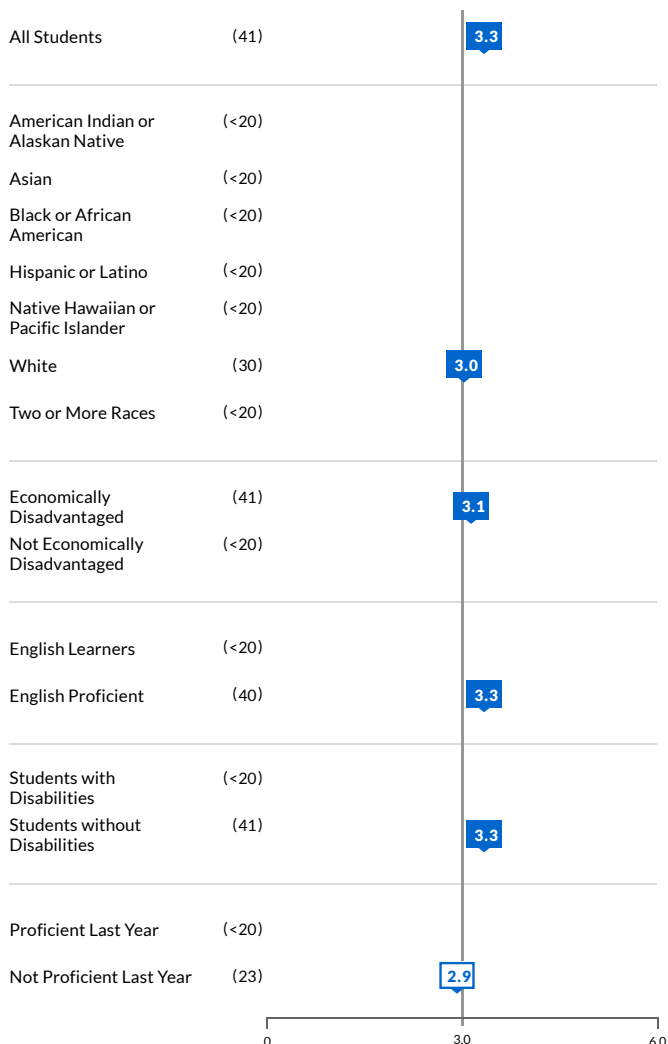 All Students (41) 3.3
American Indian or (<20)
Alaskan Native
Asian (<20)
Black or African (<20)
American
Hispanic or Latino (<20)
Native Hawaiian or (<20)
Pacific Islander
White (30) 3.0
Two or More Races (<20)
Economically (41) 3.1
Disadvantaged
Not Economically (<20)
Disadvantaged
English Learners (<20)
English Proficient (40) 3.3
Students with (<20)
Disabilities
Students without (41) 3.3
Disabilities
Proficient Last Year (<20)
Not Proficient Last Year (23) 2.9
0 3.0 6.0